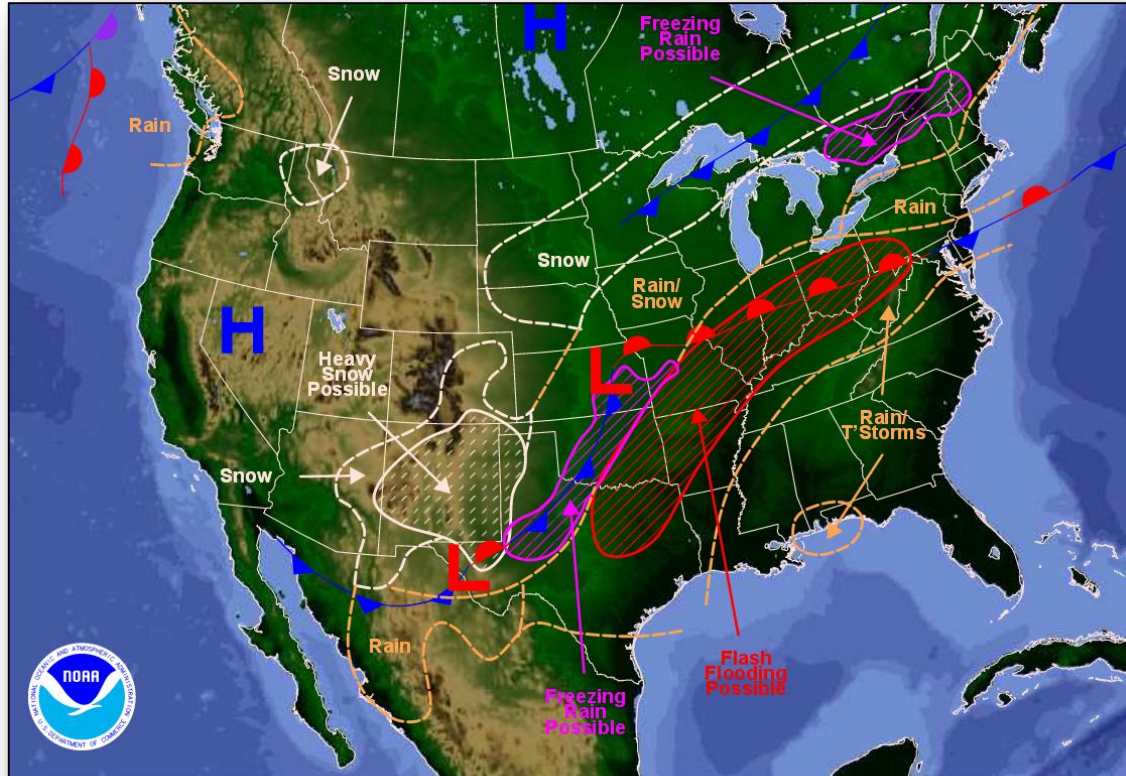 H
Freezing
Rain
Possible
Snow
Rain
Rain
Snow
Rain/
Snow
H
Heavy
Snow
Possible
L
Rain/
T'Storms
Snow
L
Rain
Flash
Flooding
Possible
Freezing
Rain
Possible
NATIONAL OCEANIC AND ATMOSPHERIC ADMINISTRATION
NOAA
U.S. DEPARTMENT OF COMMERCE